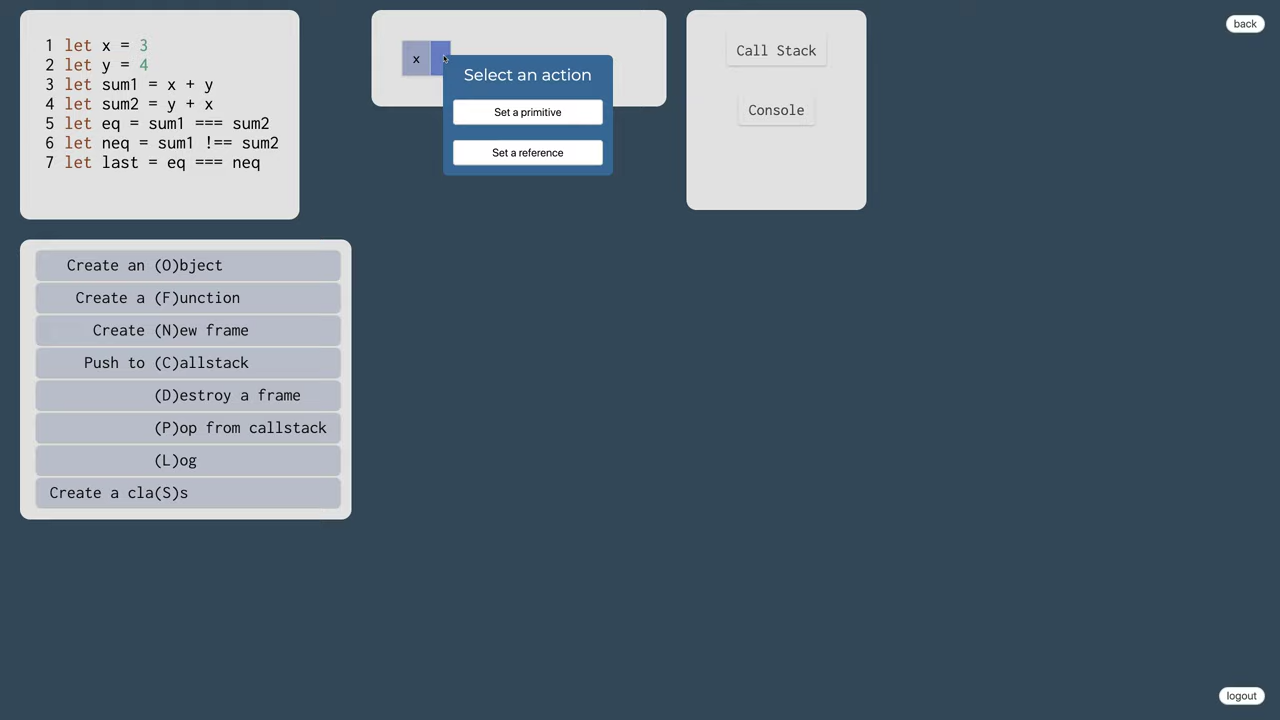 1 let x = 3
2 let y = 4
3 let sum1 = x + y
4 let sum2 = y + x
5 let eq = sum1 === sum2
6 let neq = sum1 !== sum2
7 let last = eq === neq
x
Select an action
Set a primitive
Set a reference
Call Stack
Console
back
Create an (O)bject
Create a (F)unction
Create (N)ew frame
Push to (C)allstack
(D)estroy a frame
(P)op from callstack
(L)og
Create a cla(S)s
logout